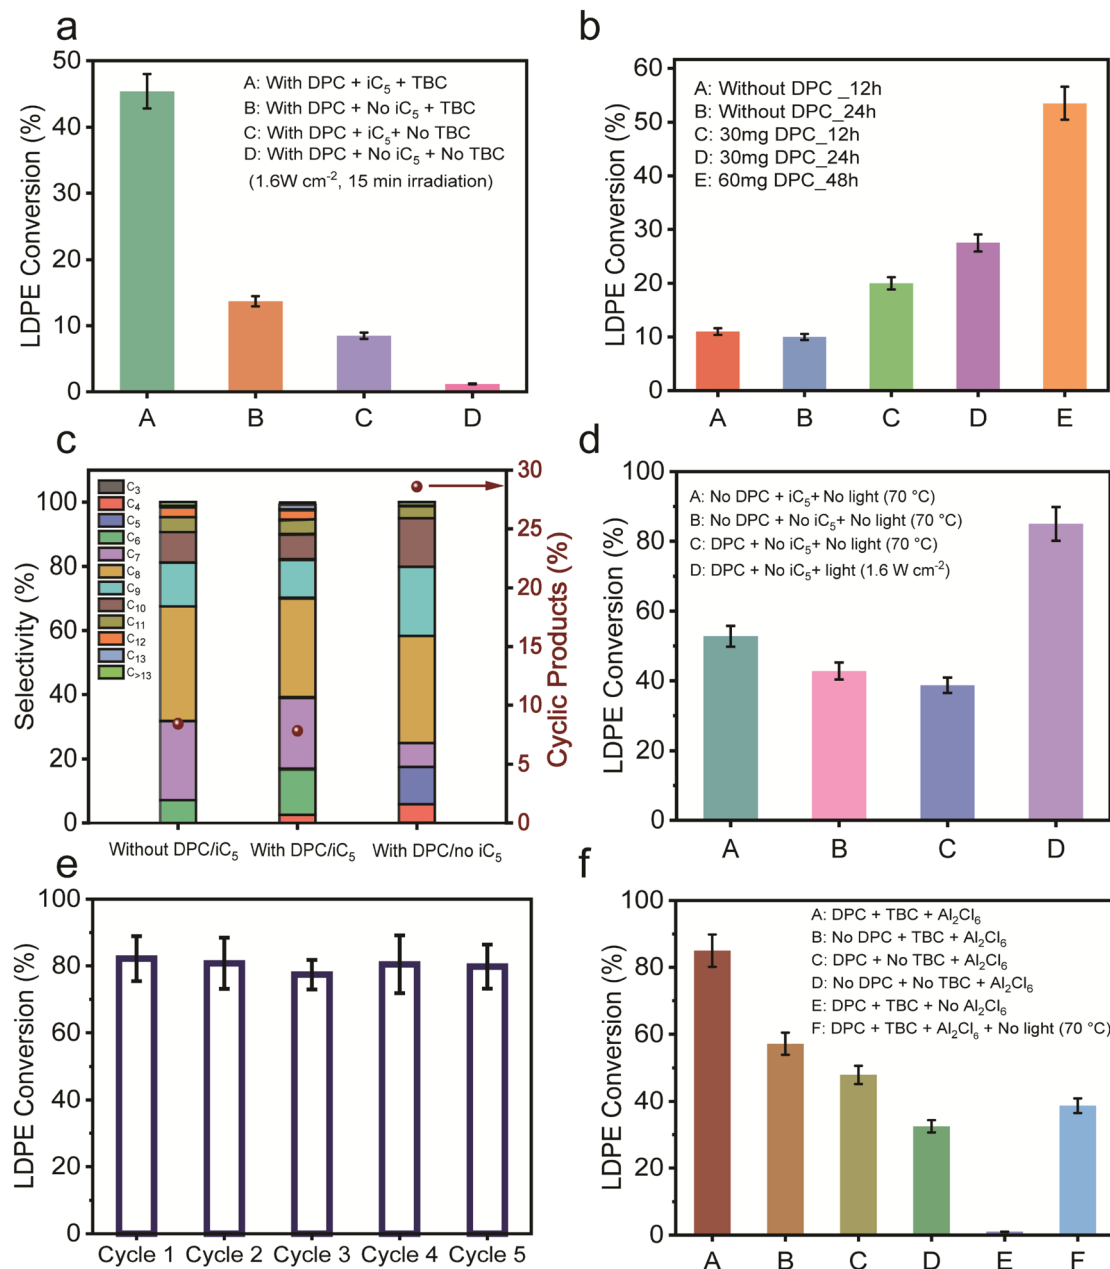 a
LDPE Conversion (%)
50
40
30
20
10
0
A: With DPC + iC₅ + TBC
B: With DPC + No iC₅ + TBC
C: With DPC + iC₅+ No TBC
D: With DPC + No iC₅ + No TBC
(1.6W cm⁻², 15 min irradiation)
A B C D
b
LDPE Conversion (%)
60
50
40
30
20
10
0
A: Without DPC _12h
B: Without DPC_24h
C: 30mg DPC_12h
D: 30mg DPC_24h
E: 60mg DPC_48h
A B C D E
c
Selectivity (%)
100
80
60
40
20
0
C₃
C₄
C₅
C₆
C₇
C₈
C₉
C₁₀
C₁₁
C₁₂
C₁₃
C>₁₃
30
25
20
15
10
5
0
Cyclic Products (%)
Without DPC/iC₅ With DPC/iC₅ With DPC/no iC₅
d
LDPE Conversion (%)
100
80
60
40
20
0
A: No DPC + iC₅+ No light (70 °C)
B: No DPC + No iC₅+ No light (70 °C)
C: DPC + No iC₅+ No light (70 °C)
D: DPC + No iC₅+ light (1.6 W cm⁻²)
A B C D
e
LDPE Conversion (%)
100
80
60
40
20
0
Cycle 1 Cycle 2 Cycle 3 Cycle 4 Cycle 5
f
LDPE Conversion (%)
100
80
60
40
20
0
A: DPC + TBC + Al₂Cl₆
B: No DPC + TBC + Al₂Cl₆
C: DPC + No TBC + Al₂Cl₆
D: No DPC + No TBC + Al₂Cl₆
E: DPC + TBC + No Al₂Cl₆
F: DPC + TBC + Al₂Cl₆ + No light (70 °C)
A B C D E F